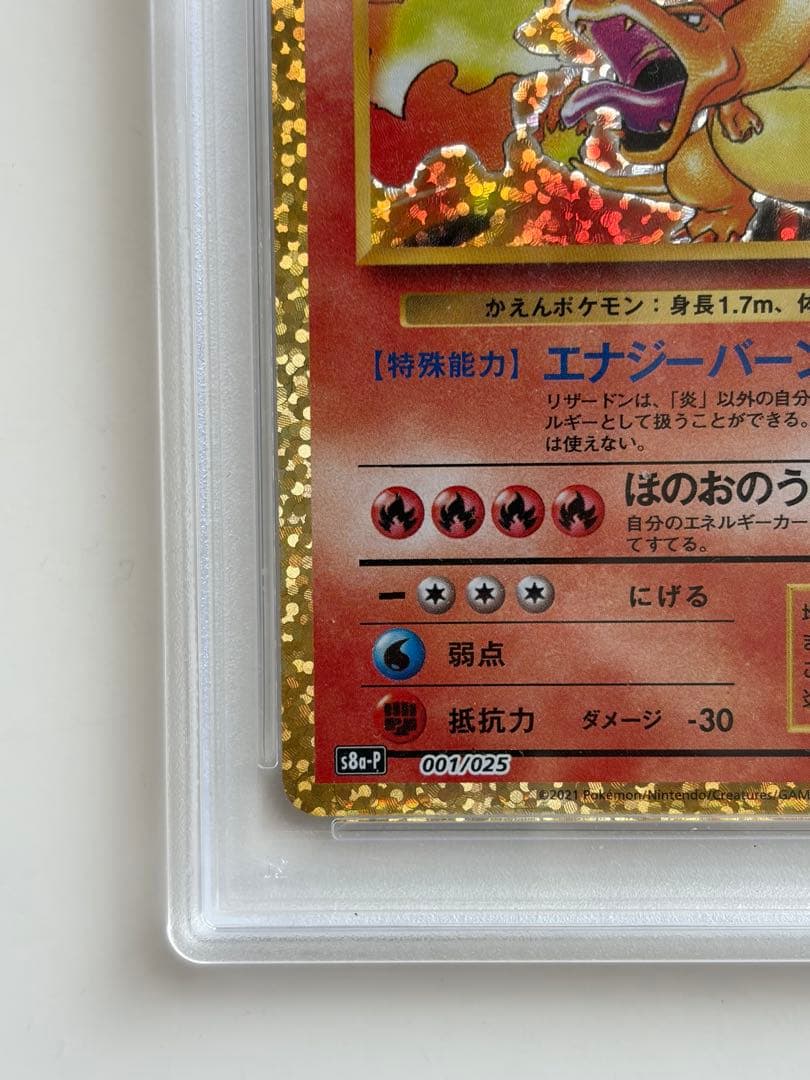 かえんポケモン：身長1.7m、体
【特殊能力】 エナジーバーン
リザードンは、「炎」以外の自分
ルギーとして扱うことができる。
は使えない。
ほのおのう
自分のエネルギーカー
てすてる。
にげる
弱点
抵抗力 ダメージ -30
s8a-P 001/025
©2021 Pokémon/Nintendo/Creatures/GAM